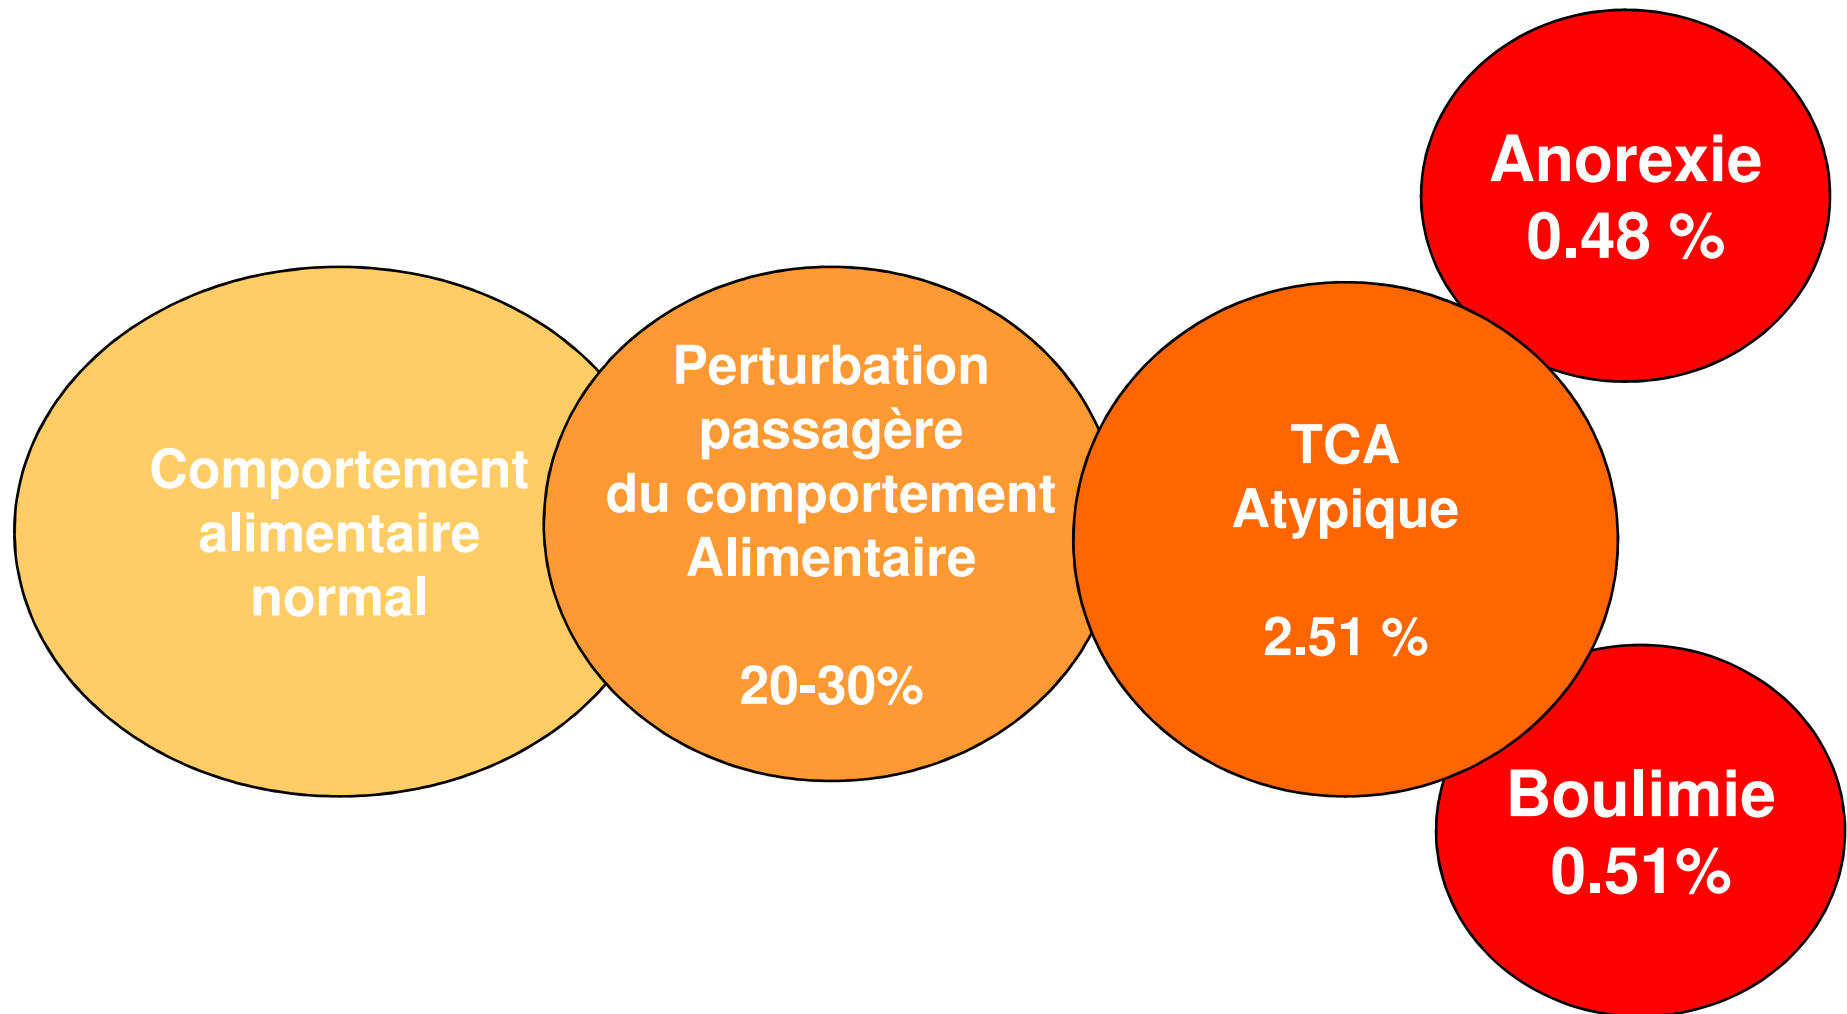 Comportement
alimentaire
normal
Perturbation
passagère
du comportement
Alimentaire
20-30%
TCA
Atypique
2.51 %
Anorexie
0.48 %
Boulimie
0.51%